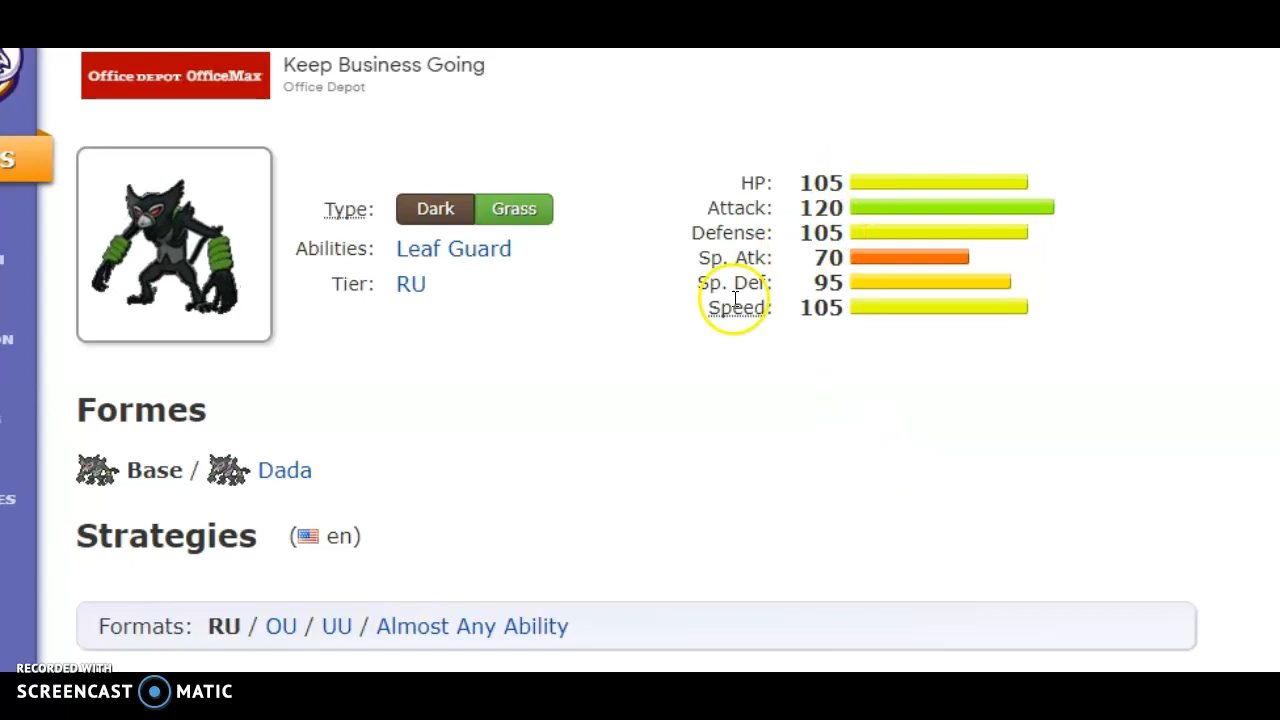 Office DEPOT OfficeMax
Keep Business Going
Office Depot
S
Type: Dark Grass
Abilities: Leaf Guard
Tier: RU
HP: 105
Attack: 120
Defense: 105
Sp. Atk: 70
Sp. Def: 95
Speed: 105
ON
ES
Formes
Base / Dada
Strategies (en)
Formats: RU / OU / UU / Almost Any Ability
RECORDED WITH
SCREENCAST MATIC